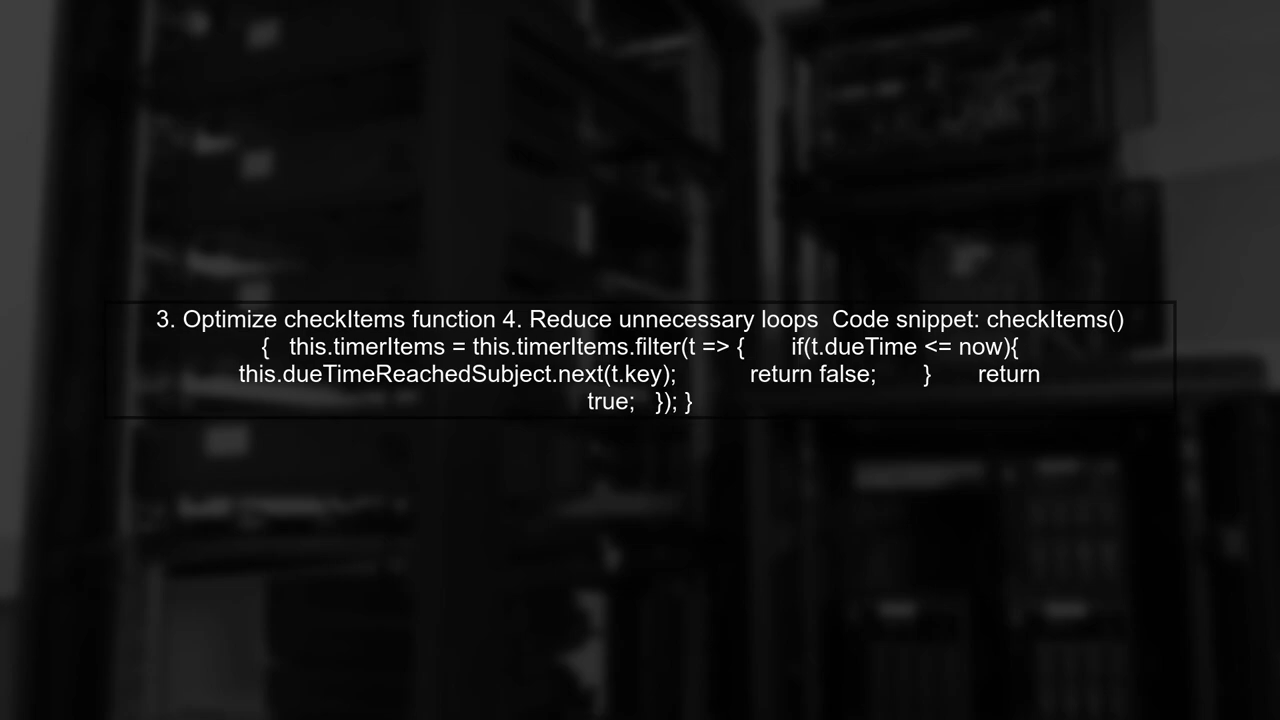 3. Optimize checkItems function 4. Reduce unnecessary loops  Code snippet: checkItems()
{   this.timerItems = this.timerItems.filter(t => {       if(t.dueTime <= now){
this.dueTimeReachedSubject.next(t.key);           return false;       }       return
true;   }); }